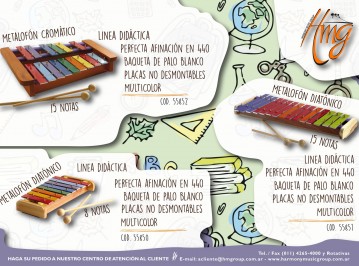 METALOFÓN CROMÁTICO
LINEA DIDÁCTICA
PERFECTA AFINACIÓN EN 440
BAQUETA DE PALO BLANCO
PLACAS NO DESMONTABLES
MULTICOLOR
COD. 55852
15 NOTAS
hmg
METALOFÓN DIATÓNICO
15 NOTAS
LINEA DIDÁCTICA
PERFECTA AFINACIÓN EN 440
BAQUETA DE PALO BLANCO
PLACAS NO DESMONTABLES
MULTICOLOR
COD. 55851
METALOFÓN DIATÓNICO
8 NOTAS
LINEA DIDÁCTICA
PERFECTA AFINACIÓN EN 440
BAQUETA DE PALO BLANCO
PLACAS NO DESMONTABLES
MULTICOLOR
COD. 55850
HAGA SU PEDIDO A NUESTRO CENTRO DE ATENCIÓN AL CLIENTE
Tel. / Fax (011) 4265-4000 y Rotativas
E-mail: acliente@hmgroup.com.ar www.harmonymusicgroup.com.ar